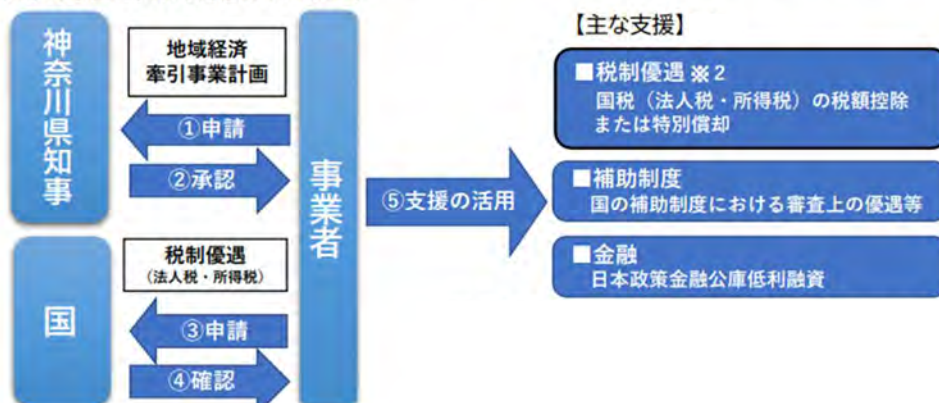 神奈川県知事
地域経済
牽引事業計画
①申請
②承認
国
税制優遇
(法人税・所得税)
③申請
④確認
事業者
⑤支援の活用
【主な支援】
■税制優遇 ※２
国税（法人税・所得税）の税額控除
または特別償却
■補助制度
国の補助制度における審査上の優遇等
■金融
日本政策金融公庫低利融資